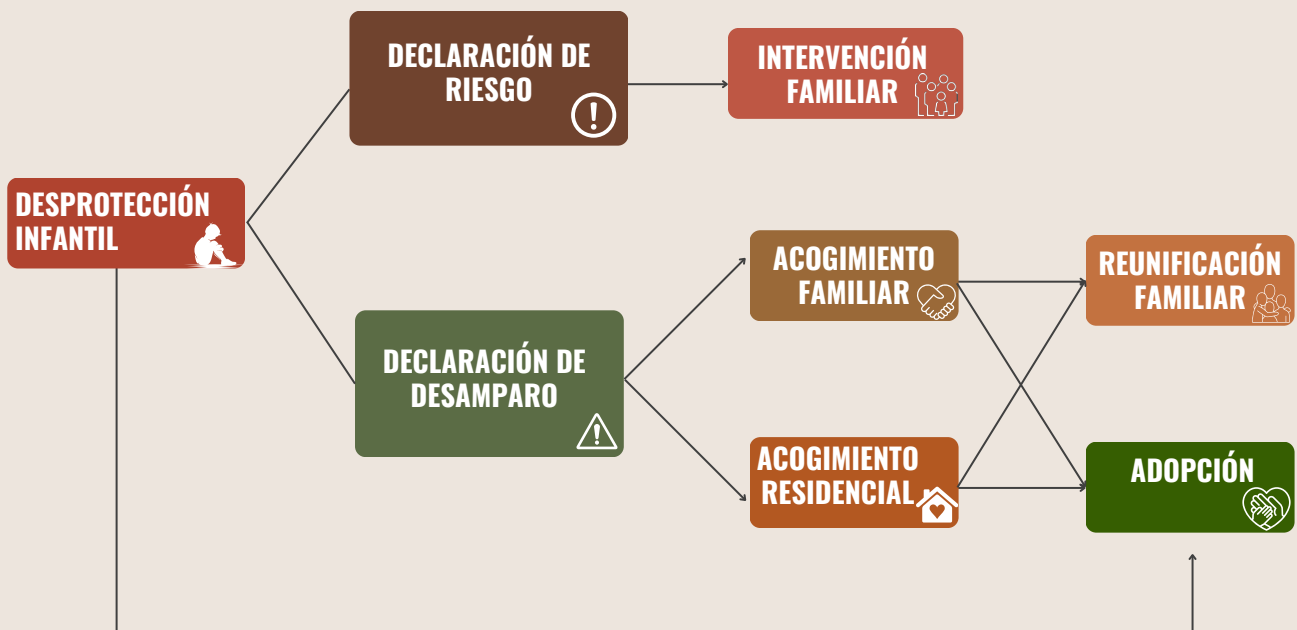 DECLARACIÓN DE
RIESGO
INTERVENCIÓN
FAMILIAR
DESPROTECCIÓN
INFANTIL
ACOGIMIENTO
FAMILIAR
REUNIFICACIÓN
FAMILIAR
DECLARACIÓN DE
DESAMPARO
ACOGIMIENTO
RESIDENCIAL
ADOPCIÓN